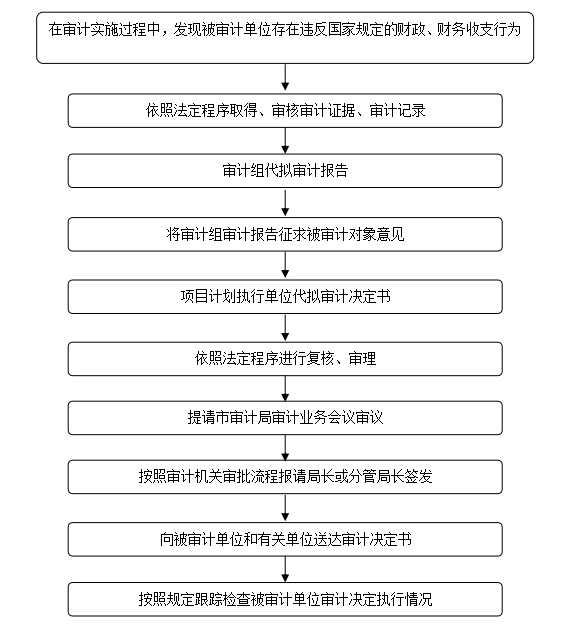 在审计实施过程中，发现被审计单位存在违反国家规定的财政、财务收支行为
依照法定程序取得、审核审计证据、审计记录
审计组代拟审计报告
将审计组审计报告征求被审计对象意见
项目计划执行单位代拟审计决定书
依照法定程序进行复核、审理
提请市审计局审计业务会议审议
按照审计机关审批流程报请局长或分管局长签发
向被审计单位和有关单位送达审计决定书
按照规定跟踪检查被审计单位审计决定执行情况